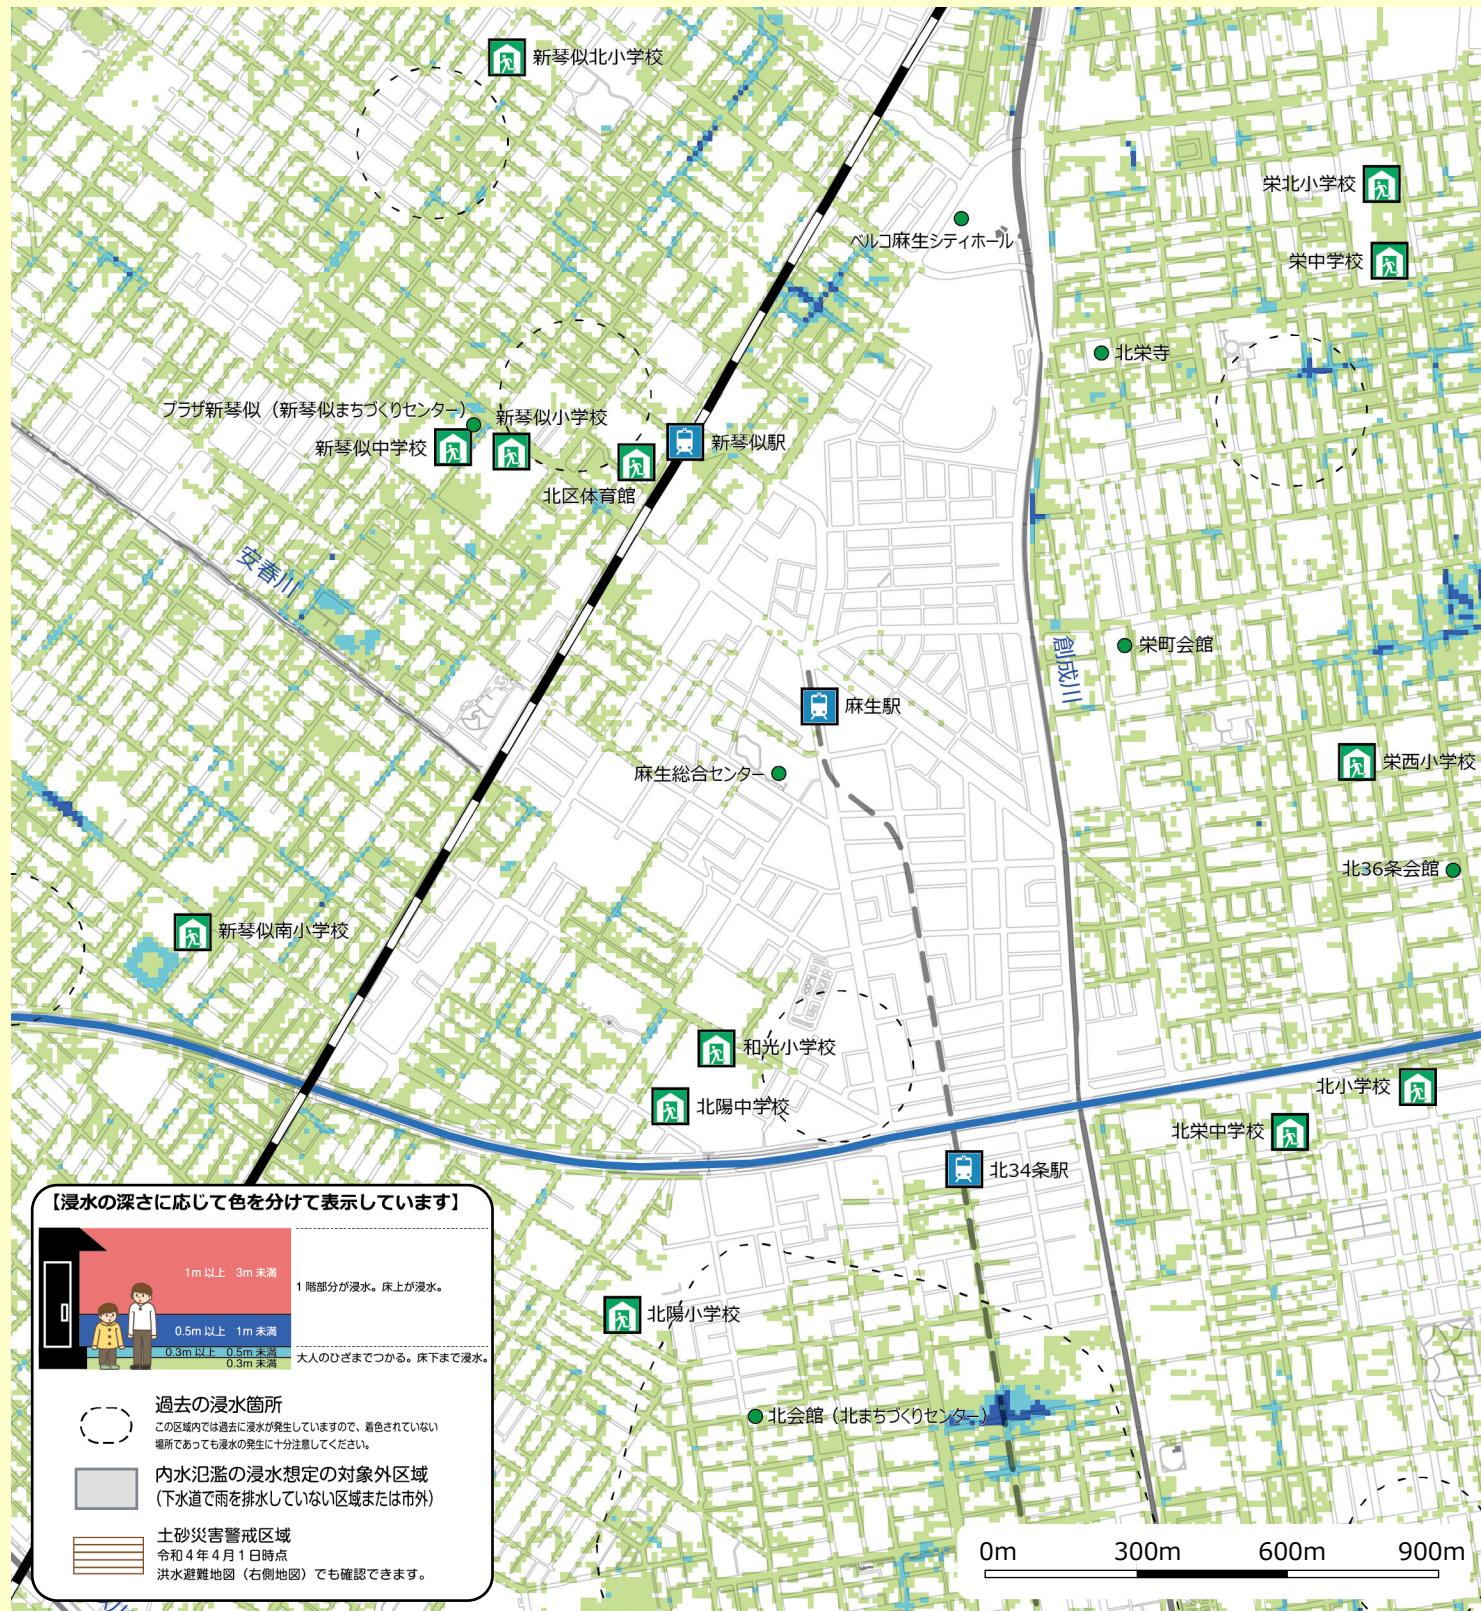 新琴似北小学校
栄北小学校
ベルコ麻生シティホール
栄中学校
北栄寺
プラザ新琴似（新琴似まちづくりセンター）
新琴似小学校
新琴似中学校
新琴似駅
北区体育館
安春川
創成川
栄町会館
麻生駅
麻生総合センター
栄西小学校
北36条会館
新琴似南小学校
和光小学校
北陽中学校
北小学校
北栄中学校
北34条駅
北陽小学校
北会館（北まちづくりセンター）
【浸水の深さに応じて色を分けて表示しています】
1m 以上　3m 未満
1 階部分が浸水。床上が浸水。
0.5m 以上　1m 未満
0.3m 以上　0.5m 未満
0.3m 未満
大人のひざまでつかる。床下まで浸水。
過去の浸水箇所
この区域内では過去に浸水が発生していますので、着色されていない
場所であっても浸水の発生に十分注意してください。
内水氾濫の浸水想定の対象外区域
（下水道で雨を排水していない区域または市外）
土砂災害警戒区域
令和４年４月１日時点
洪水避難地図（右側地図）でも確認できます。
0m 300m 600m 900m